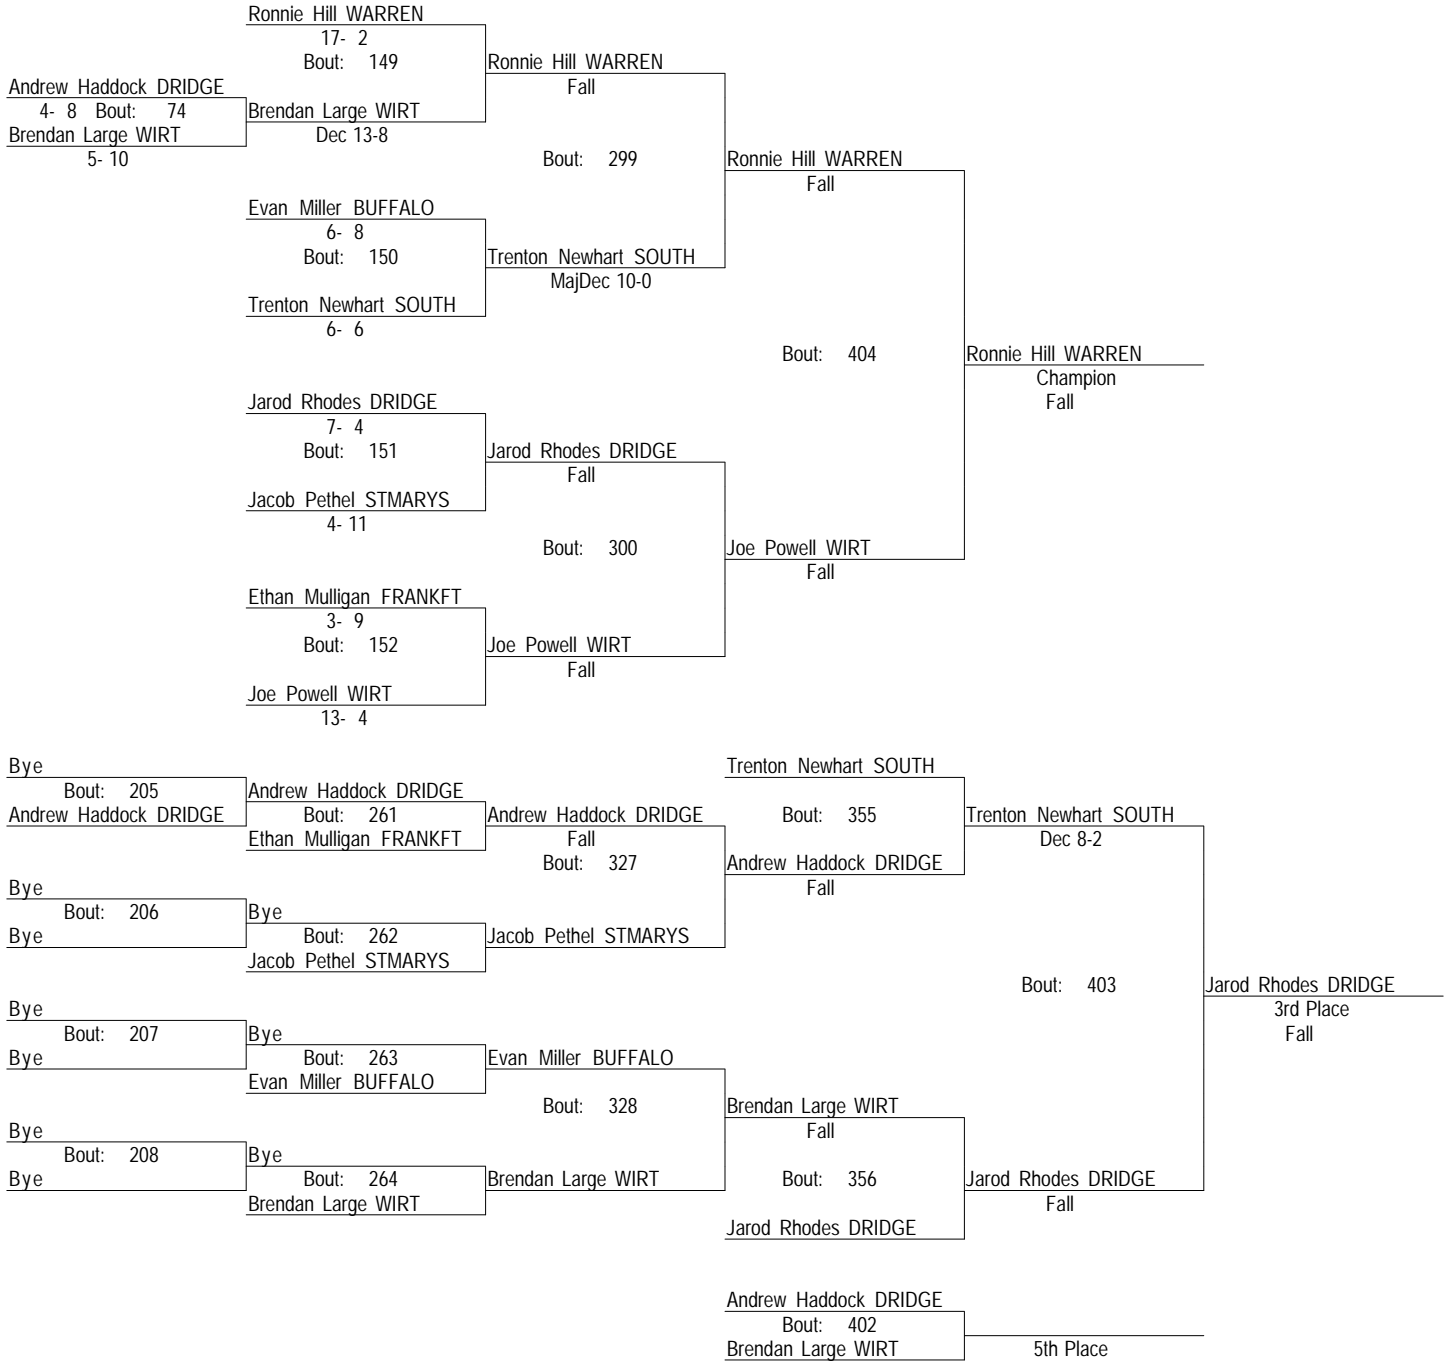 Ronnie Hill WARREN
17- 2
Bout: 149
Ronnie Hill WARREN
Fall
Andrew Haddock DRIDGE
4- 8 Bout: 74
Brendan Large WIRT
5- 10
Brendan Large WIRT
Dec 13-8
Bout: 299
Ronnie Hill WARREN
Fall
Evan Miller BUFFALO
6- 8
Bout: 150
Trenton Newhart SOUTH
MajDec 10-0
Trenton Newhart SOUTH
6- 6
Bout: 404
Ronnie Hill WARREN
Champion
Fall
Jarod Rhodes DRIDGE
7- 4
Bout: 151
Jarod Rhodes DRIDGE
Fall
Jacob Pethel STMARYS
4- 11
Bout: 300
Joe Powell WIRT
Fall
Ethan Mulligan FRANKFT
3- 9
Bout: 152
Joe Powell WIRT
Fall
Joe Powell WIRT
13- 4
Bye
Bout: 205
Andrew Haddock DRIDGE
Andrew Haddock DRIDGE
Bout: 261
Ethan Mulligan FRANKFT
Andrew Haddock DRIDGE
Fall
Bout: 327
Trenton Newhart SOUTH
Bout: 355
Andrew Haddock DRIDGE
Fall
Trenton Newhart SOUTH
Dec 8-2
Bye
Bout: 206
Bye
Bye
Bout: 262
Jacob Pethel STMARYS
Jacob Pethel STMARYS
Bout: 403
Jarod Rhodes DRIDGE
3rd Place
Fall
Bye
Bout: 207
Bye
Bye
Bout: 263
Evan Miller BUFFALO
Evan Miller BUFFALO
Bout: 328
Brendan Large WIRT
Fall
Bye
Bout: 208
Bye
Bye
Bout: 264
Brendan Large WIRT
Brendan Large WIRT
Bout: 356
Jarod Rhodes DRIDGE
Jarod Rhodes DRIDGE
Fall
Andrew Haddock DRIDGE
Bout: 402
Brendan Large WIRT
5th Place